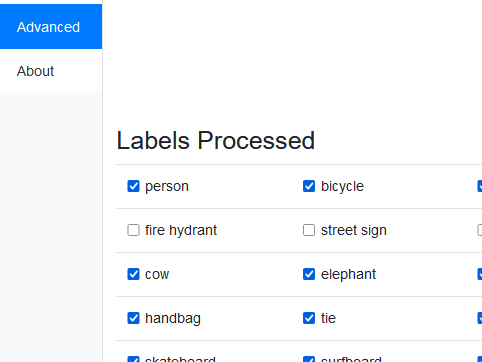 Advanced
About
Labels Processed
person bicycle
fire hydrant street sign
cow elephant
handbag tie
skateboard surfboard